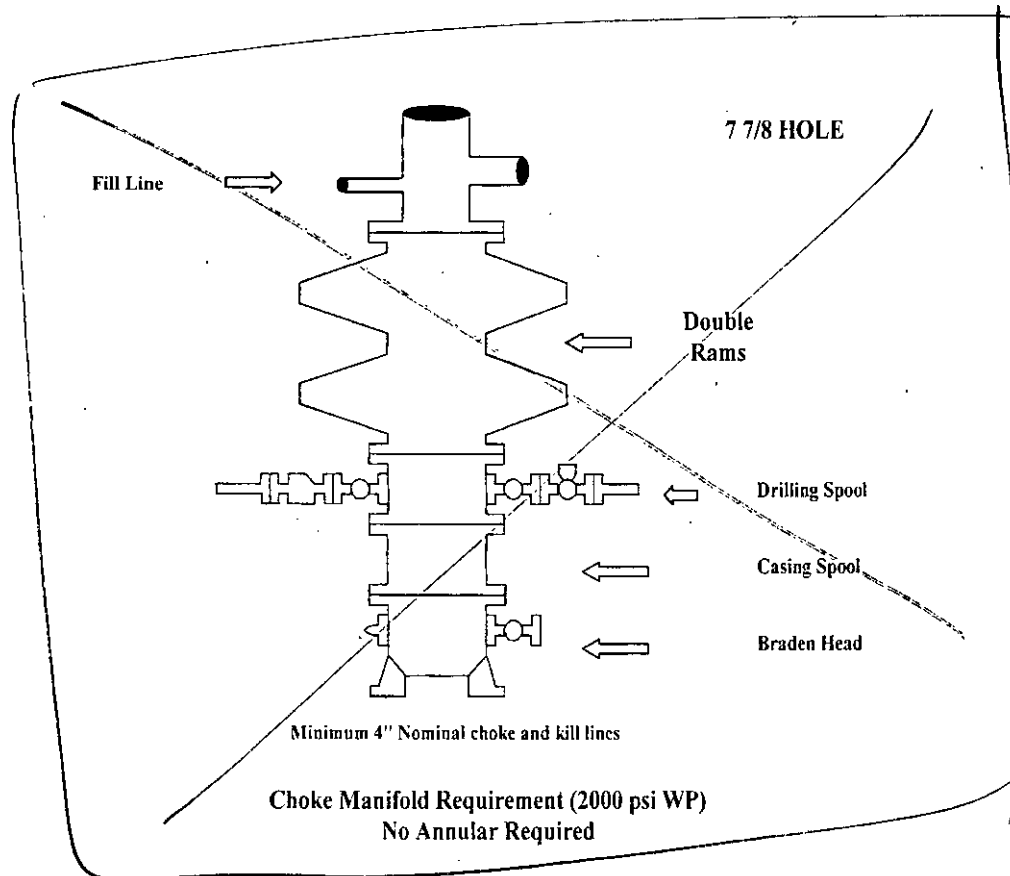 7 7/8 HOLE
Fill Line
Double
Rams
Drilling Spool
Casing Spool
Braden Head
Minimum 4" Nominal choke and kill lines
Choke Manifold Requirement (2000 psi WP)
No Annular Required